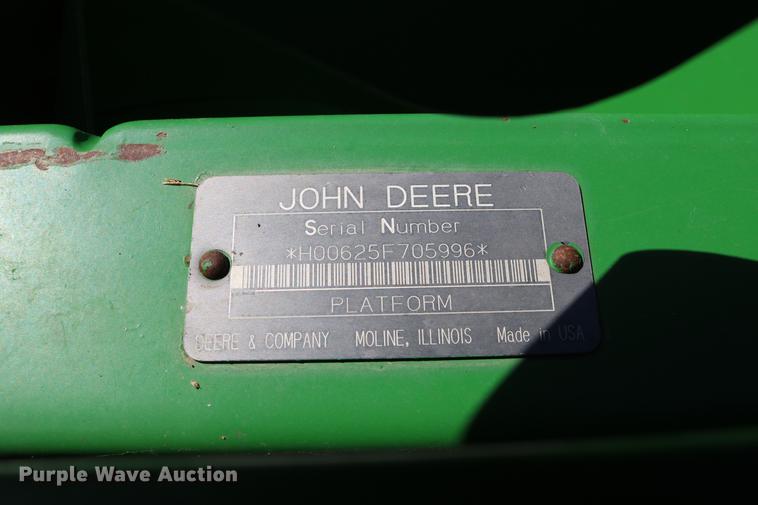 JOHN DEERE
Serial Number
*H00625F705996*
PLATFORM
DEERE & COMPANY MOLINE, ILLINOIS Made in USA
Purple Wave Auction